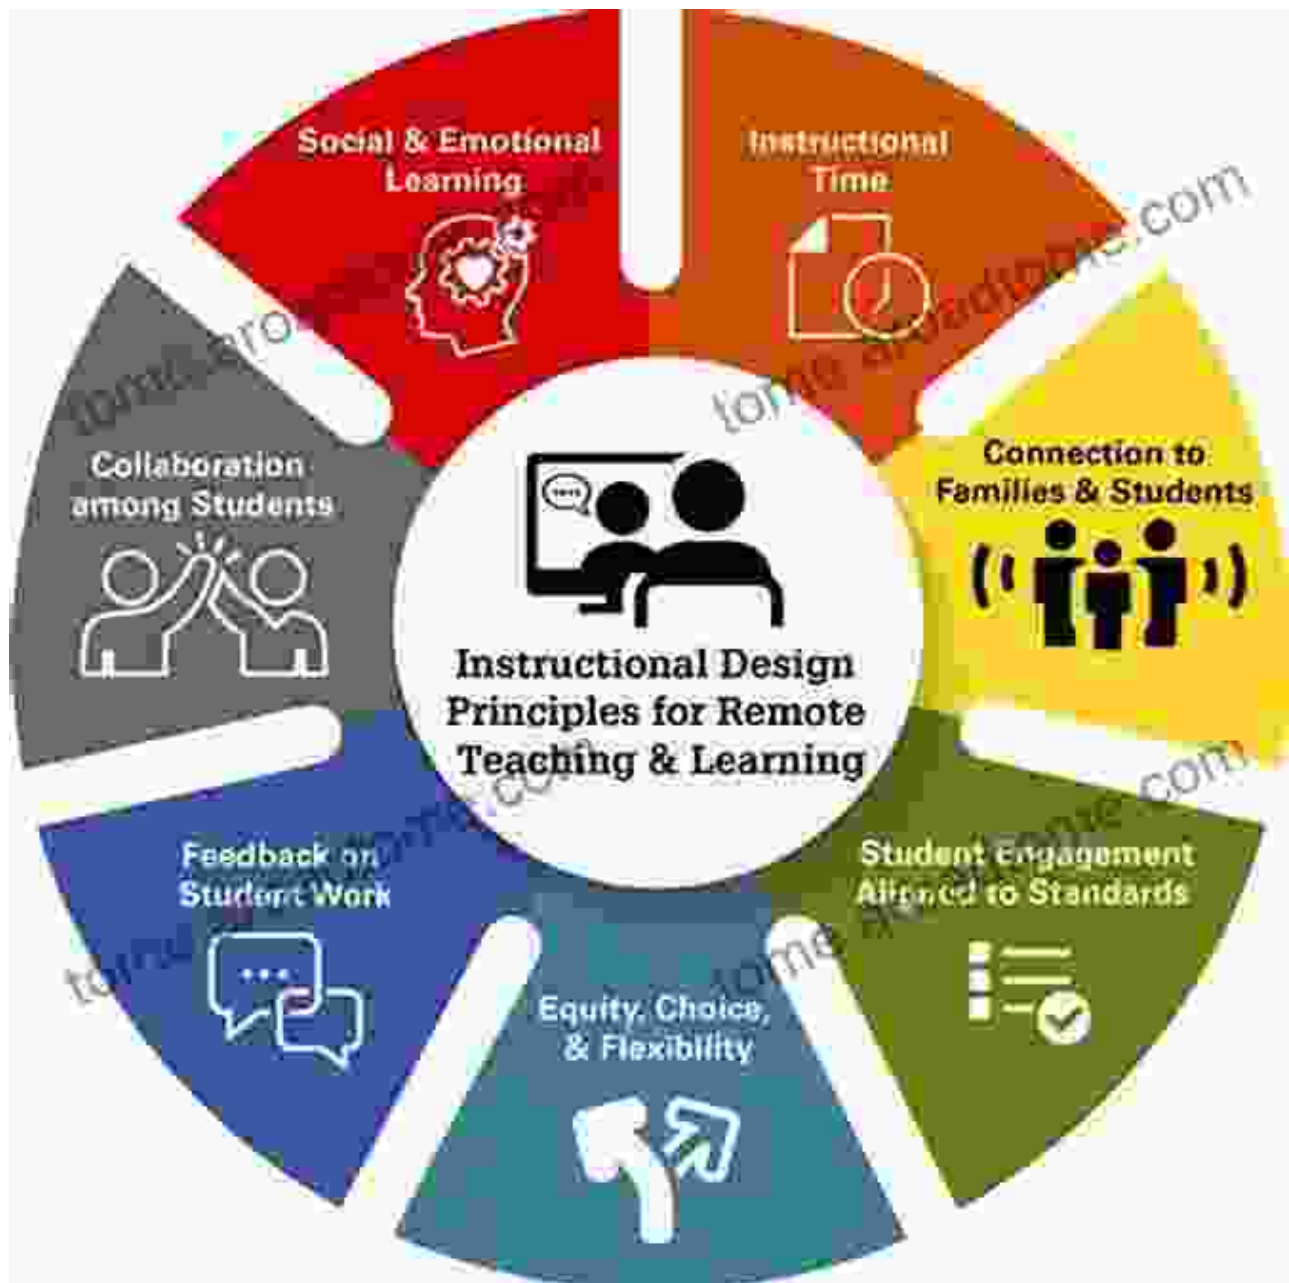 Social & Emotional
Learning
Instructional
Time
Connection to
Families & Students
Student Engagement
Aligned to Standards
Equity, Choice,
& Flexibility
Feedback on
Student Work
Collaboration
among Students
Instructional Design
Principles for Remote
Teaching & Learning